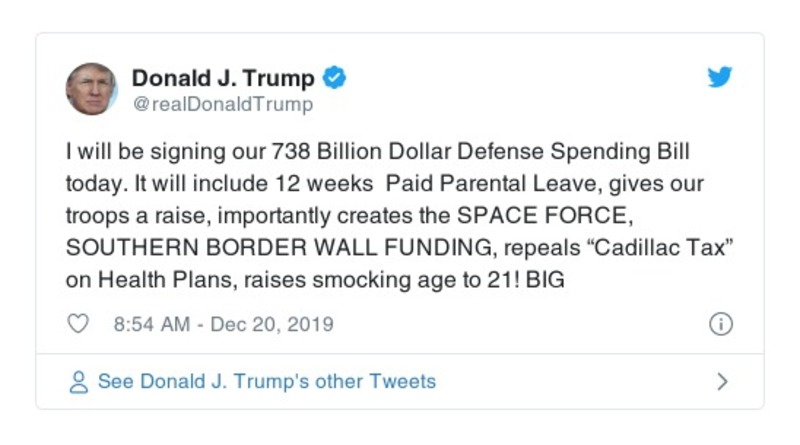 Donald J. Trump
@realDonaldTrump
I will be signing our 738 Billion Dollar Defense Spending Bill
today. It will include 12 weeks  Paid Parental Leave, gives our
troops a raise, importantly creates the SPACE FORCE,
SOUTHERN BORDER WALL FUNDING, repeals “Cadillac Tax”
on Health Plans, raises smocking age to 21! BIG
8:54 AM - Dec 20, 2019
See Donald J. Trump's other Tweets